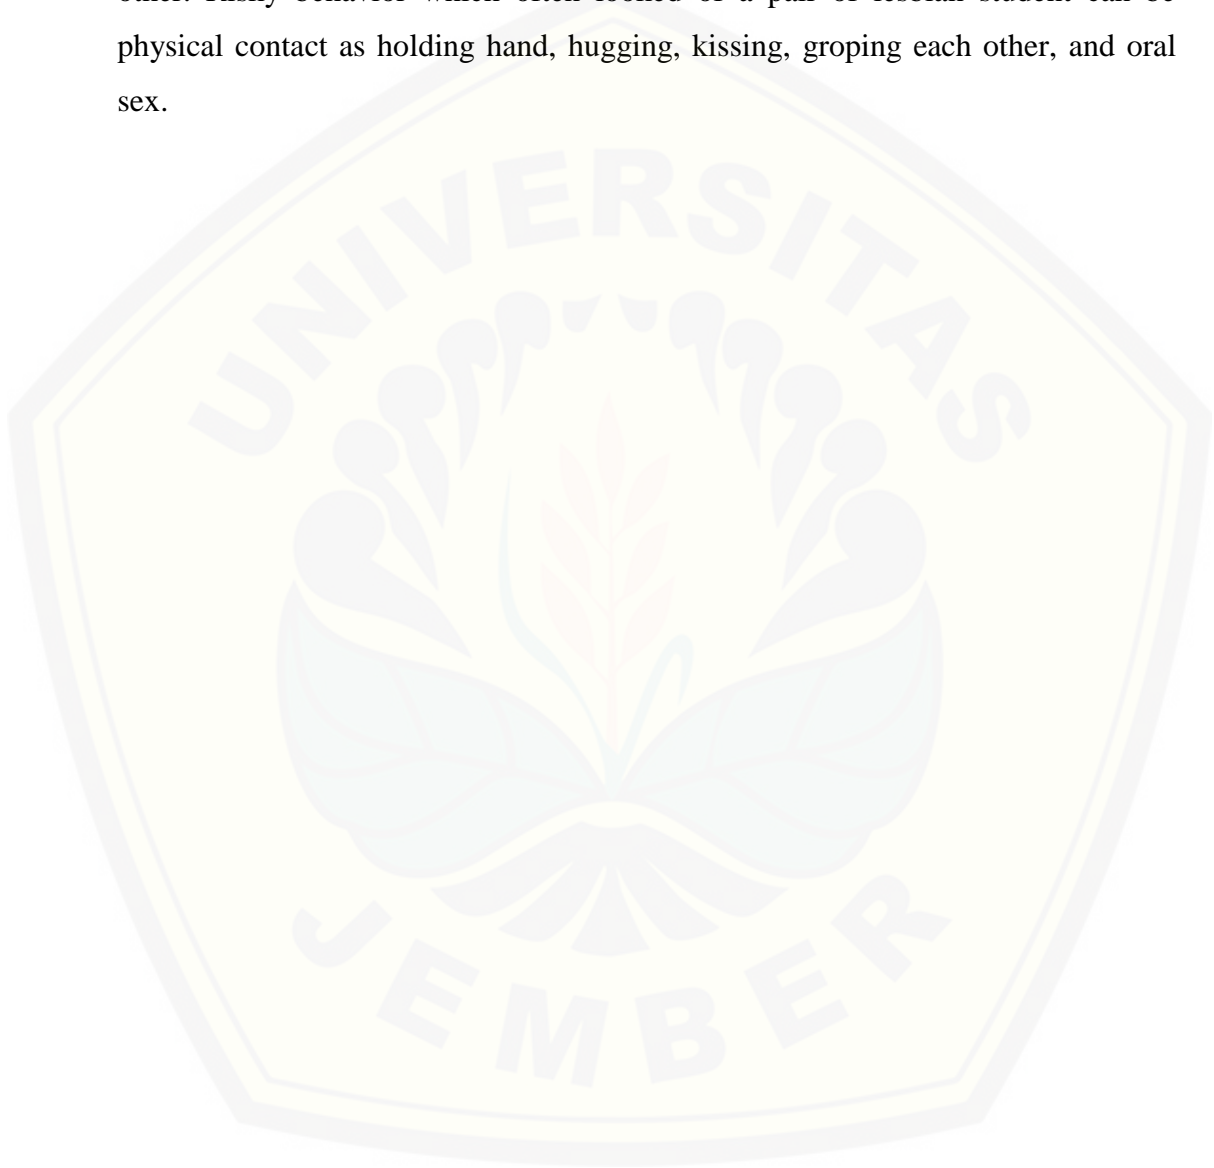 other. Risky behavior which often looked of a pair of lesbian student can be
physical contact as holding hand, hugging, kissing, groping each other, and oral
sex.
UNIVERSITAS
JEMBER